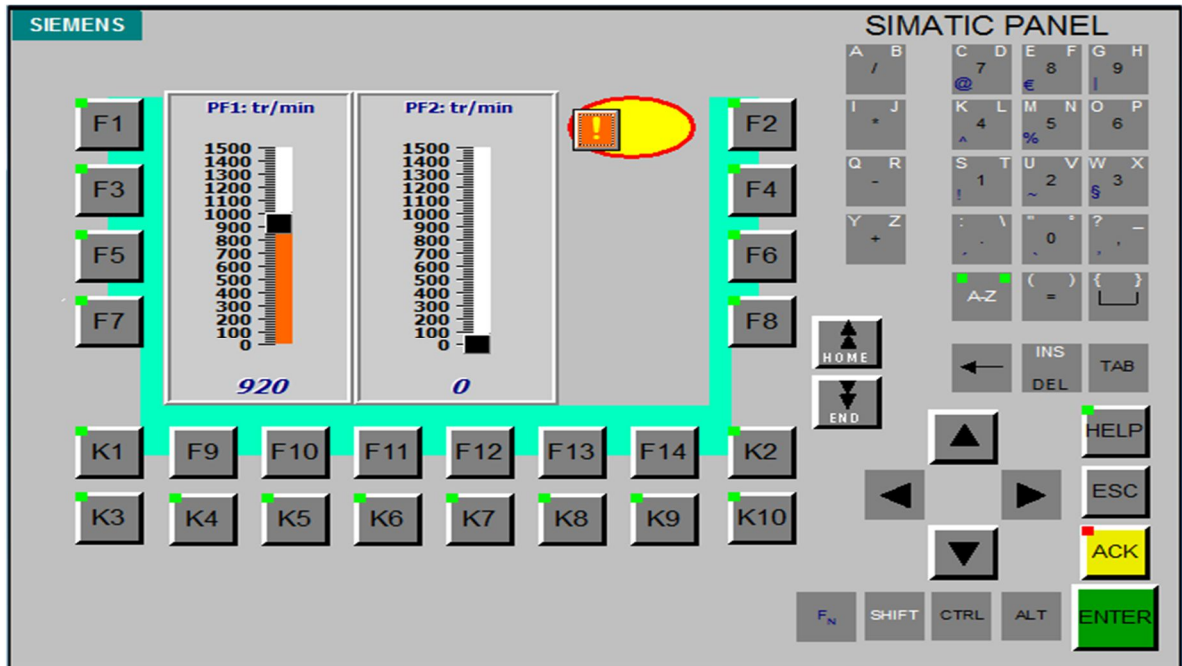 SIEMENS
SIMATIC PANEL
PF1: tr/min
1500
1400
1300
1200
1100
1000
900
800
700
600
500
400
300
200
100
0
920
PF2: tr/min
1500
1400
1300
1200
1100
1000
900
800
700
600
500
400
300
200
100
0
0
!
F1
F2
F3
F4
F5
F6
F7
F8
K1
F9
F10
F11
F12
F13
F14
K2
K3
K4
K5
K6
K7
K8
K9
K10
A B
/
C D
7
@
E F
8
€
G H
9
|
I J
*
K L
4
^
M N
5
%
O P
6
Q R
-
S T
1
!
U V
2
~
W X
3
§
Y Z
+
: \
.
" °
0
? _
,
A-Z
( )
=
{ }
HOME
END
INS
DEL
TAB
HELP
ESC
ACK
FN
SHIFT
CTRL
ALT
ENTER